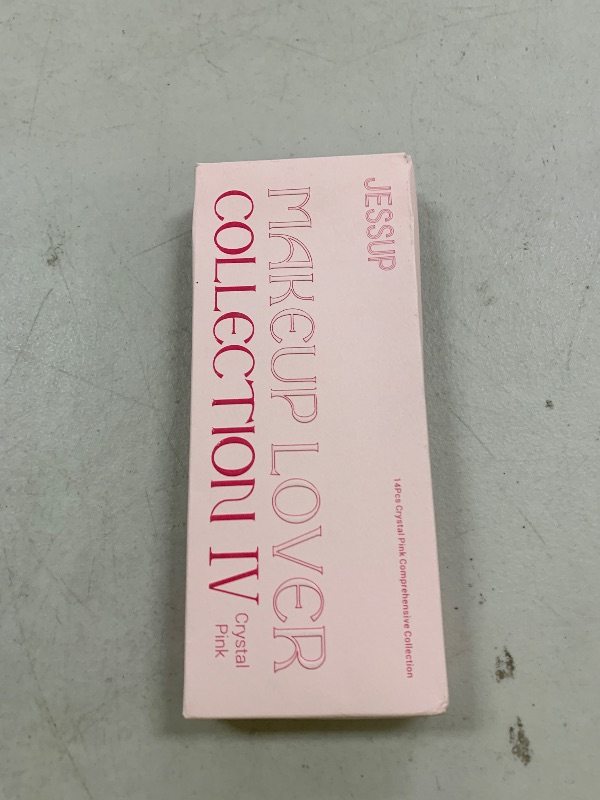 JESSUP
14Pcs Crystal Pink Comprehensive Collection
MAKEUP LOVER
COLLECTION IV
Crystal
Pink